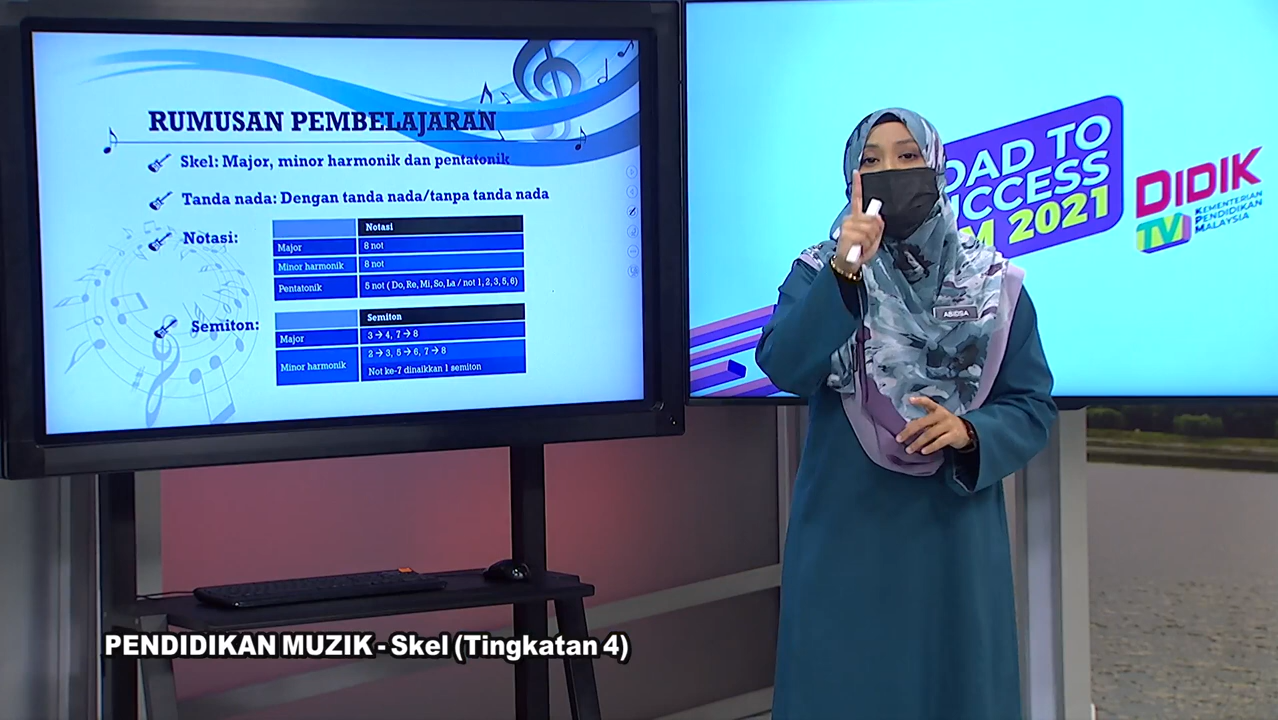 RUMUSAN PEMBELAJARAN
Skel: Major, minor harmonik dan pentatonik
Tanda nada: Dengan tanda nada/tanpa tanda nada
Notasi:
Notasi
Major 8 not
Minor harmonik 8 not
Pentatonik 5 not ( Do, Re, Mi, So, La / not 1, 2, 3, 5, 6)
Semiton:
Semiton
Major 3 → 4, 7 → 8
Minor harmonik 2 → 3, 5 → 6, 7 → 8
Not ke-7 dinaikkan 1 semiton
OAD TO
CCESS
M 2021
DIDIK
TV
KEMENTERIAN
PENDIDIKAN
MALAYSIA
ABIDSA
PENDIDIKAN MUZIK - Skel (Tingkatan 4)